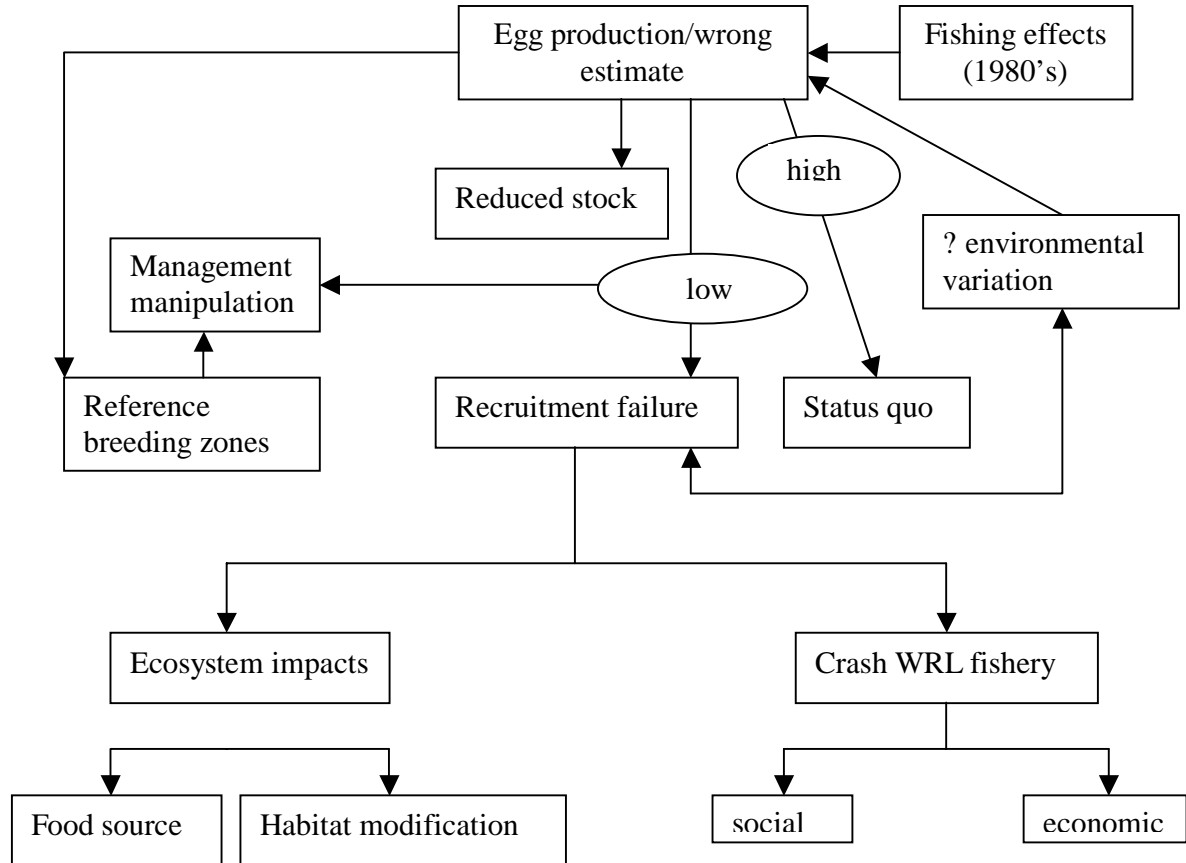 Egg production/wrong
estimate
Fishing effects
(1980’s)
high
Reduced stock
? environmental
variation
Management
manipulation
low
Reference
breeding zones
Recruitment failure
Status quo
Ecosystem impacts
Crash WRL fishery
Food source
Habitat modification
social
economic